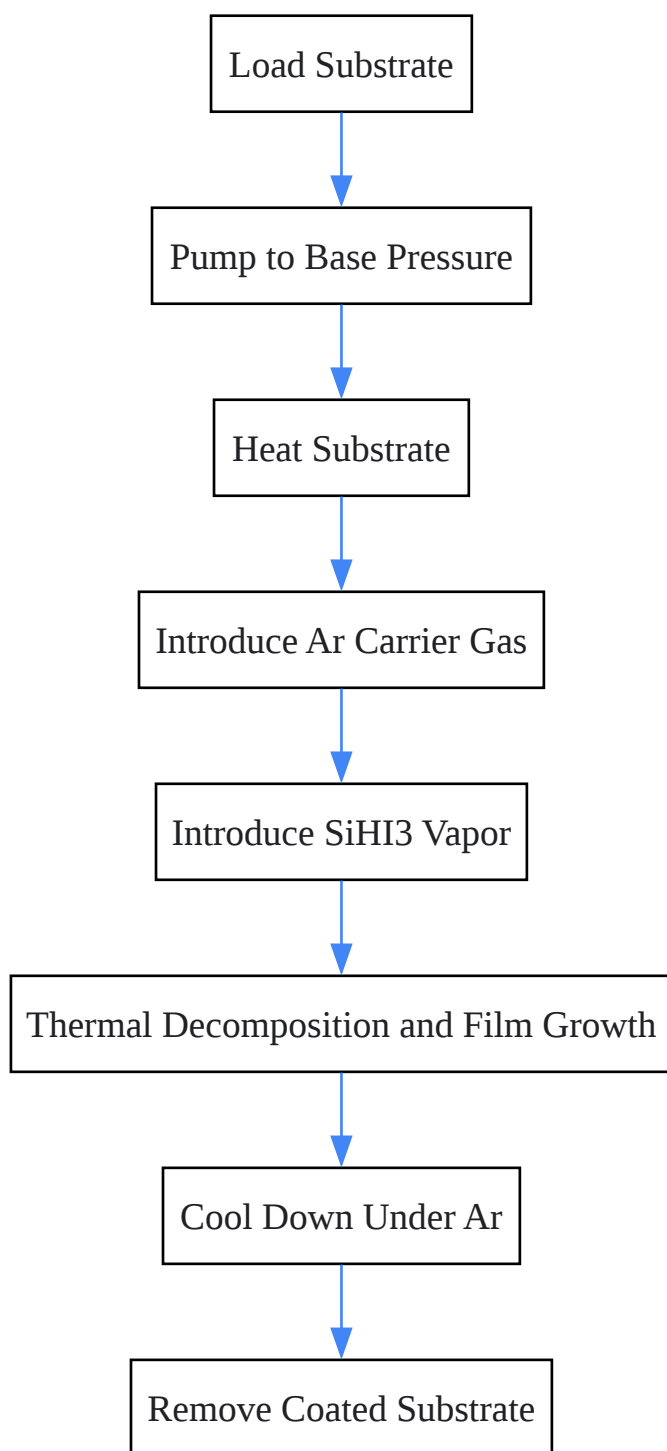 Load Substrate
Pump to Base Pressure
Heat Substrate
Introduce Ar Carrier Gas
Introduce SiHI3 Vapor
Thermal Decomposition and Film Growth
Cool Down Under Ar
Remove Coated Substrate